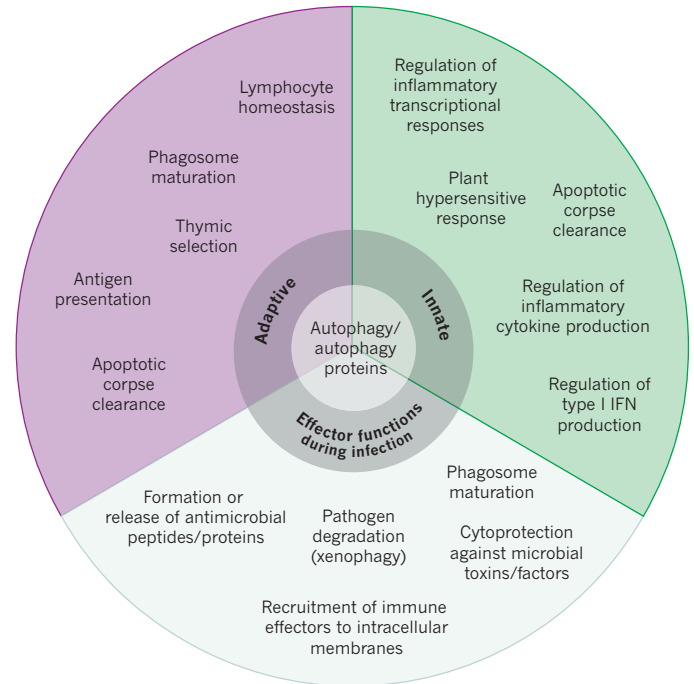 Lymphocyte
homeostasis
Phagosome
maturation
Thymic
selection
Antigen
presentation
Apoptotic
corpse
clearance
Adaptive
Regulation of
inflammatory
transcriptional
responses
Plant
hypersensitive
response
Apoptotic
corpse
clearance
Regulation of
inflammatory
cytokine production
Regulation of
type I IFN
production
Innate
Autophagy/
autophagy
proteins
Effector functions
during infection
Phagosome
maturation
Formation or
release of antimicrobial
peptides/proteins
Pathogen
degradation
(xenophagy)
Cytoprotection
against microbial
toxins/factors
Recruitment of immune
effectors to intracellular
membranes